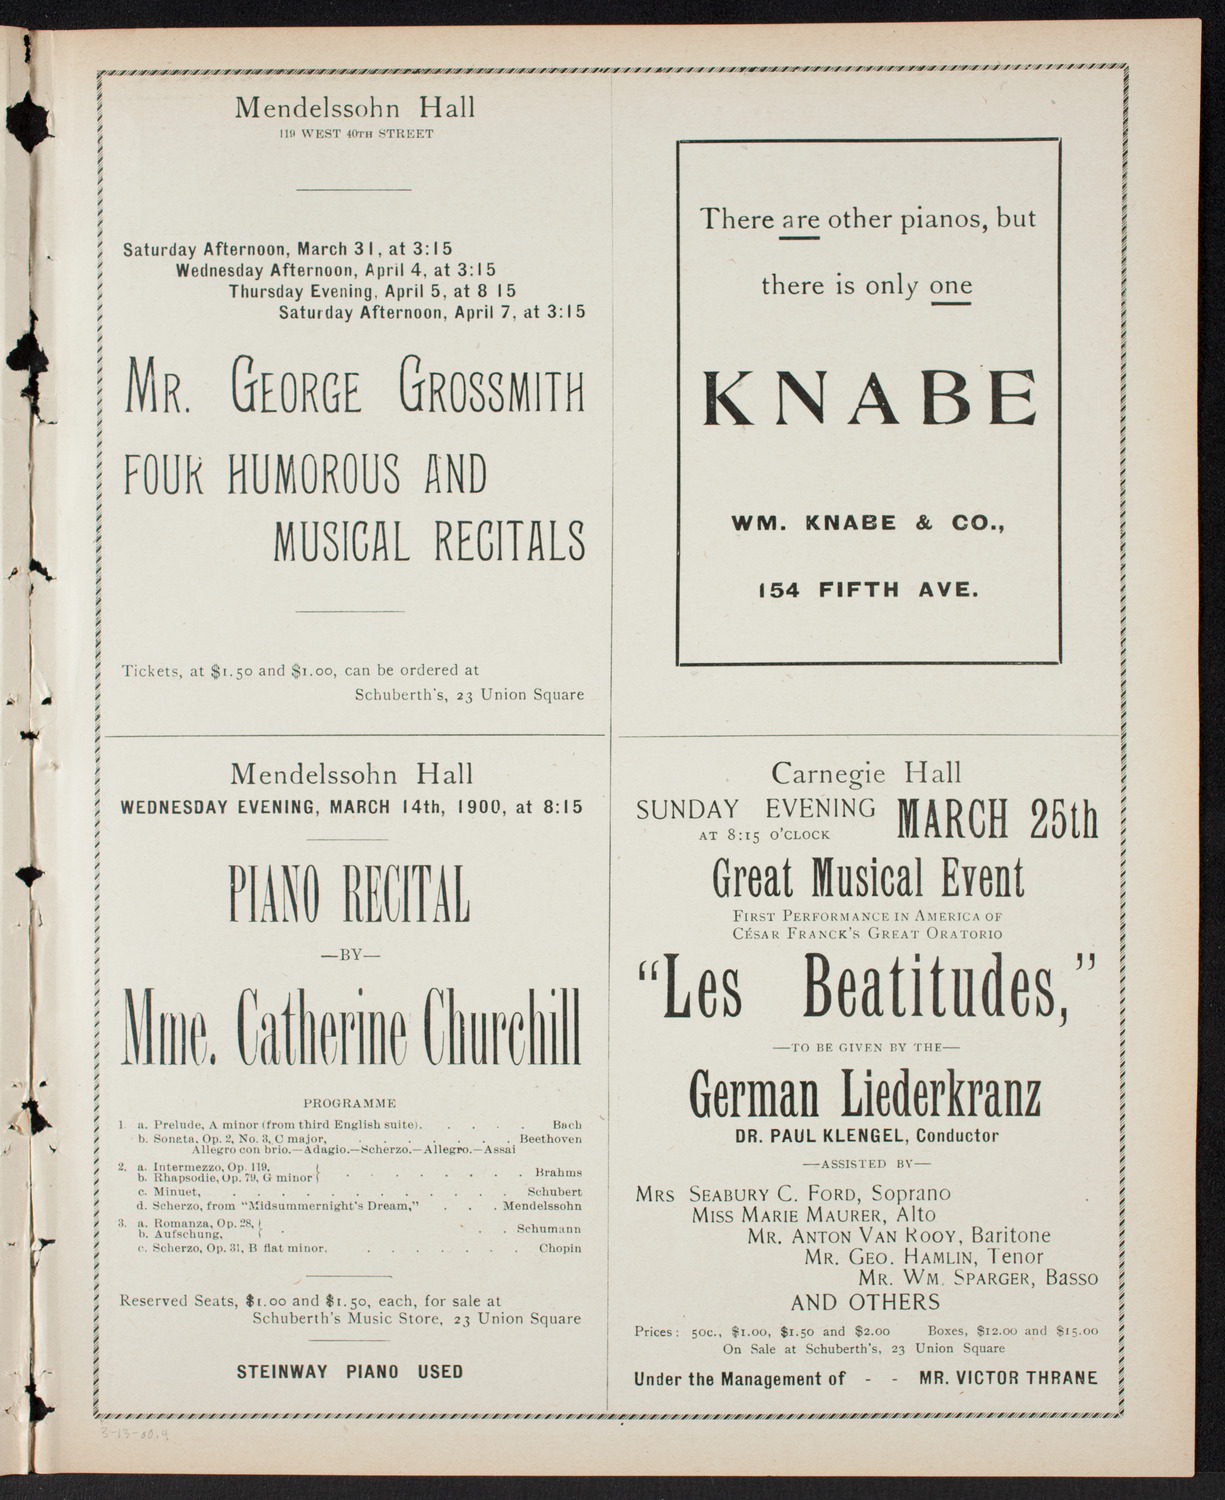 Mendelssohn Hall
119 WEST 40TH STREET
Saturday Afternoon, March 31, at 3:15
Wednesday Afternoon, April 4, at 3:15
Thursday Evening, April 5, at 8 15
Saturday Afternoon, April 7, at 3:15
MR. GEORGE GROSSMITH
FOUR HUMOROUS AND
MUSICAL RECITALS
Tickets, at $1.50 and $1.00, can be ordered at
Schuberth's, 23 Union Square
There are other pianos, but
there is only one
KNABE
WM. KNABE & CO.,
154 FIFTH AVE.
Mendelssohn Hall
WEDNESDAY EVENING, MARCH 14th, 1900, at 8:15
PIANO RECITAL
—BY—
Mme. Catherine Churchill
PROGRAMME
1 a. Prelude, A minor (from third English suite). . . . . Bach
b. Sonata, Op. 2, No. 3, C major, . . . . . . . Beethoven
Allegro con brio.—Adagio.—Scherzo.—Allegro.—Assai
2. a. Intermezzo, Op. 119,
b. Rhapsodie, Op. 79, G minor } . . . . . . . Brahms
c. Minuet, . . . . . . . . . . . . Schubert
d. Scherzo, from "Midsummernight's Dream," . . . Mendelssohn
3. a. Romanza, Op. 28,
b. Aufschung, } . . . . Schumann
c. Scherzo, Op. 31, B flat minor. . . . . . . . Chopin
Reserved Seats, $1.00 and $1.50, each, for sale at
Schuberth's Music Store, 23 Union Square
STEINWAY PIANO USED
Carnegie Hall
SUNDAY EVENING MARCH 25th
AT 8:15 O'CLOCK
Great Musical Event
FIRST PERFORMANCE IN AMERICA OF
CÉSAR FRANCK'S GREAT ORATORIO
"Les Beatitudes,"
—TO BE GIVEN BY THE—
German Liederkranz
DR. PAUL KLENGEL, Conductor
—ASSISTED BY—
MRS SEABURY C. FORD, Soprano
MISS MARIE MAURER, Alto
MR. ANTON VAN ROOY, Baritone
MR. GEO. HAMLIN, Tenor
MR. WM. SPARGER, Basso
AND OTHERS
Prices: 50c., $1.00, $1.50 and $2.00 Boxes, $12.00 and $15.00
On Sale at Schuberth's, 23 Union Square
Under the Management of - - MR. VICTOR THRANE
3-13-00.4